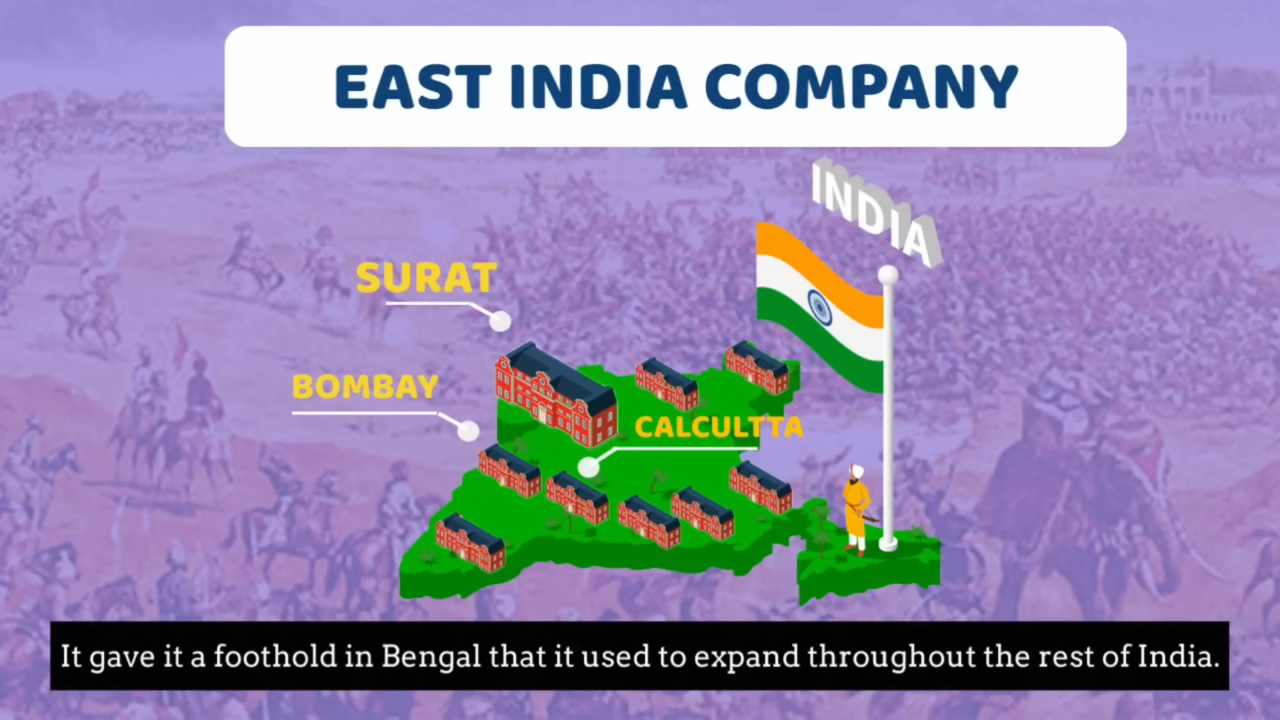 EAST INDIA COMPANY
INDIA
SURAT
BOMBAY
CALCULTTA
It gave it a foothold in Bengal that it used to expand throughout the rest of India.